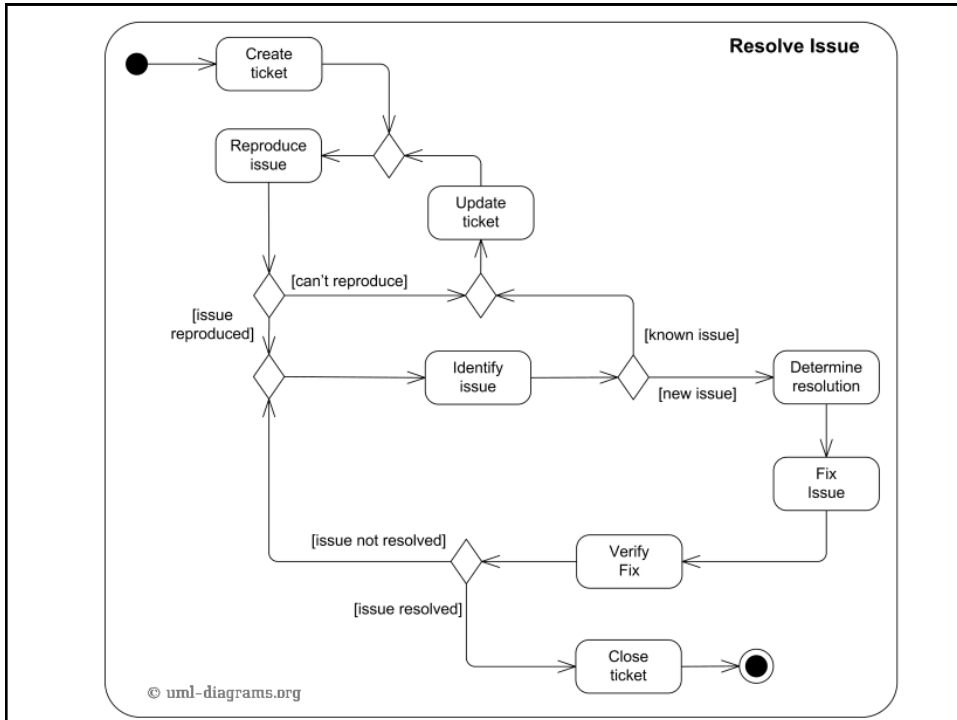 Resolve Issue
Create
ticket
Reproduce
issue
Update
ticket
[can't reproduce]
[issue
reproduced]
[known issue]
Identify
issue
Determine
resolution
[new issue]
Fix
Issue
[issue not resolved]
Verify
Fix
[issue resolved]
Close
ticket
© uml-diagrams.org